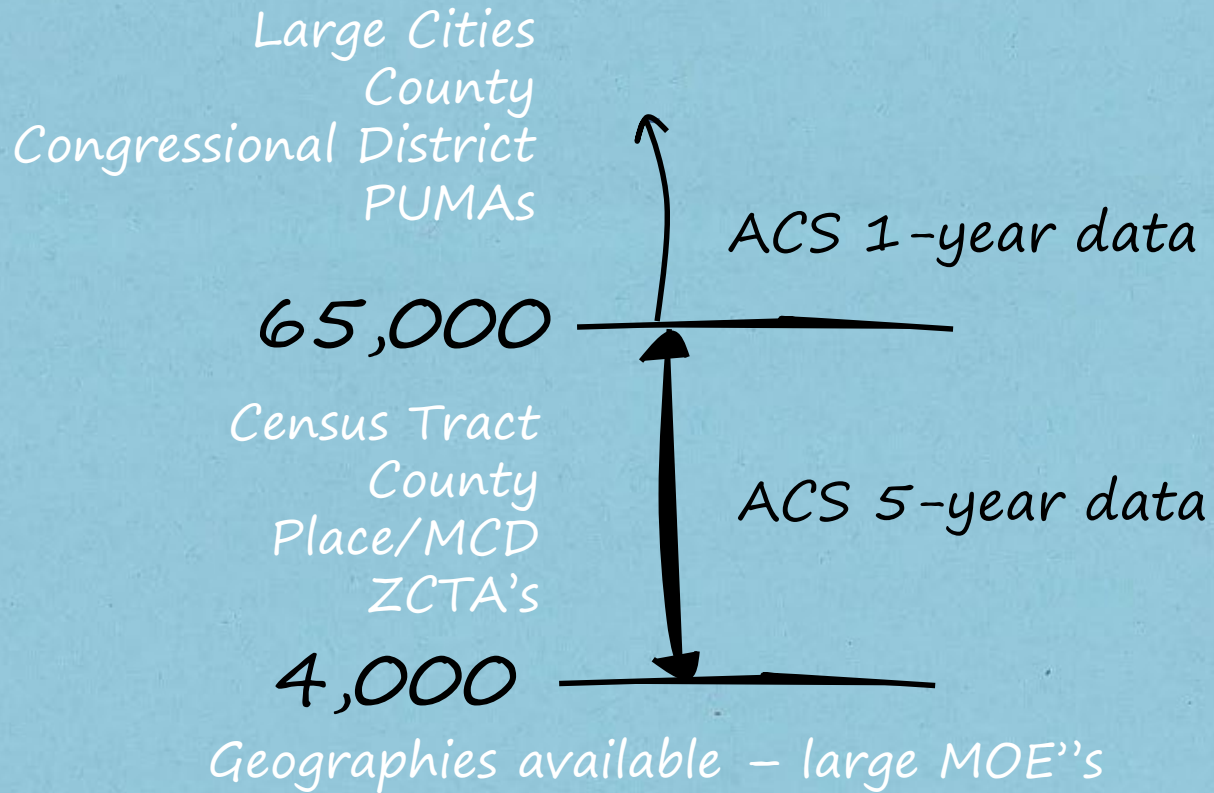 Large Cities
County
Congressional District
PUMAs
ACS 1-year data
65,000
Census Tract
County
Place/MCD
ZCTA’s
ACS 5-year data
4,000
Geographies available – large MOE’’s